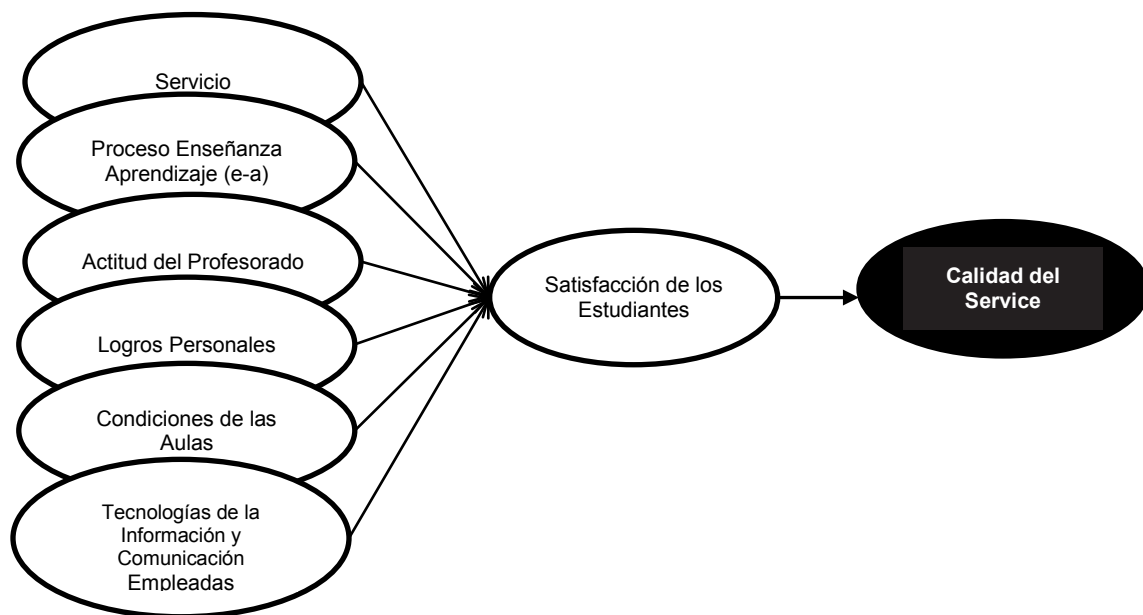 Servicio
Proceso Enseñanza
Aprendizaje (e-a)
Actitud del Profesorado
Logros Personales
Condiciones de las
Aulas
Tecnologías de la
Información y
Comunicación
Empleadas
Satisfacción de los
Estudiantes
Calidad del
Service